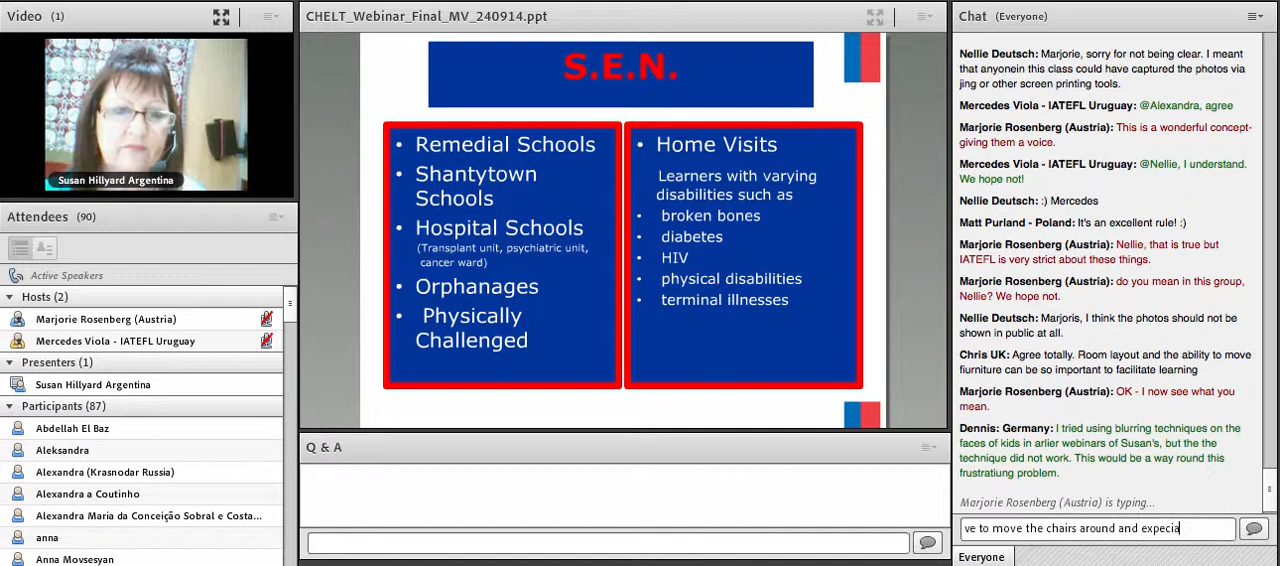 Video (1)
Susan Hillyard Argentina
Attendees (90)
Active Speakers
Hosts (2)
Marjorie Rosenberg (Austria)
Mercedes Viola - IATEFL Uruguay
Presenters (1)
Susan Hillyard Argentina
Participants (87)
Abdellah El Baz
Aleksandra
Alexandra (Krasnodar Russia)
Alexandra a Coutinho
Alexandra Maria da Conceição Sobral e Costa...
anna
Anna Movsesyan
CHELT_Webinar_Final_MV_240914.ppt
S.E.N.
• Remedial Schools
• Shantytown
Schools
• Hospital Schools
(Transplant unit, psychiatric unit,
cancer ward)
• Orphanages
• Physically
Challenged
• Home Visits
Learners with varying
disabilities such as
• broken bones
• diabetes
• HIV
• physical disabilities
• terminal illnesses
Q & A
Chat (Everyone)
Nellie Deutsch: Marjorie, sorry for not being clear. I meant
that anyonein this class could have captured the photos via
jing or other screen printing tools.
Mercedes Viola - IATEFL Uruguay: @Alexandra, agree
Marjorie Rosenberg (Austria): This is a wonderful concept-
giving them a voice.
Mercedes Viola - IATEFL Uruguay: @Nellie, I understand.
We hope not!
Nellie Deutsch: :) Mercedes
Matt Purland - Poland: It's an excellent rule! :)
Marjorie Rosenberg (Austria): Nellie, that is true but
IATEFL is very strict about these things.
Marjorie Rosenberg (Austria): do you mean in this group,
Nellie? We hope not.
Nellie Deutsch: Marjoris, I think the photos should not be
shown in public at all.
Chris UK: Agree totally. Room layout and the ability to move
fiurniture can be so important to facilitate learning
Marjorie Rosenberg (Austria): OK - I now see what you
mean.
Dennis: Germany: I tried using blurring techniques on the
faces of kids in arlier webinars of Susan's, but the the
technique did not work. This would be a way round this
frustratiung problem.
Marjorie Rosenberg (Austria) is typing...
ve to move the chairs around and expecia
Everyone